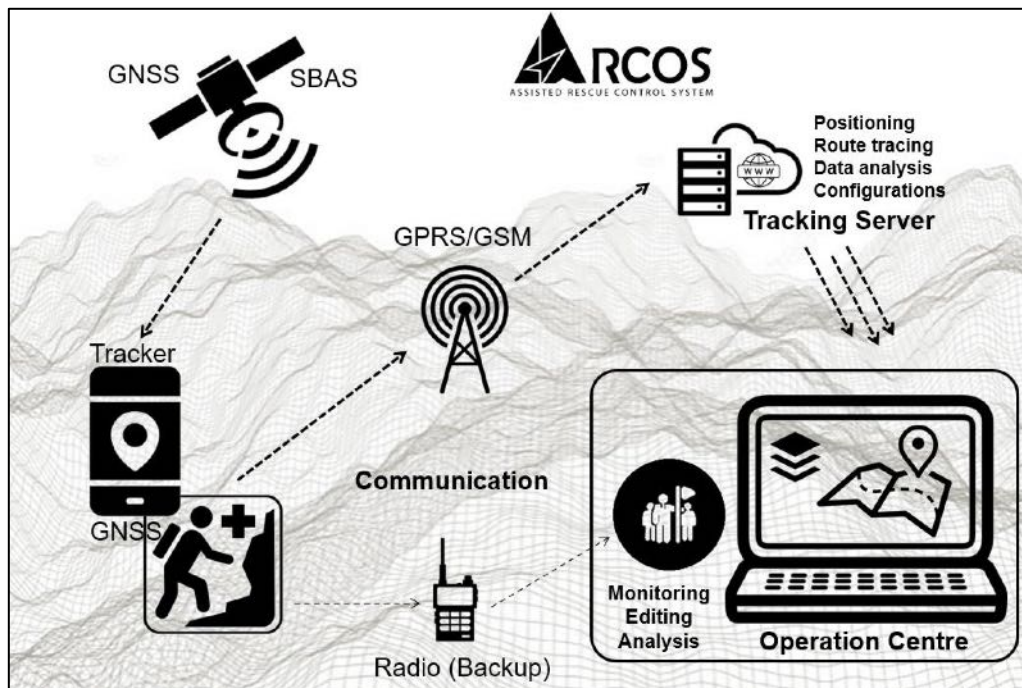 GNSS
SBAS
ARCOS
ASSISTED RESCUE CONTROL SYSTEM
Positioning
Route tracing
Data analysis
Configurations
WWW
Tracking Server
GPRS/GSM
Tracker
GNSS
Communication
Radio (Backup)
Monitoring
Editing
Analysis
Operation Centre